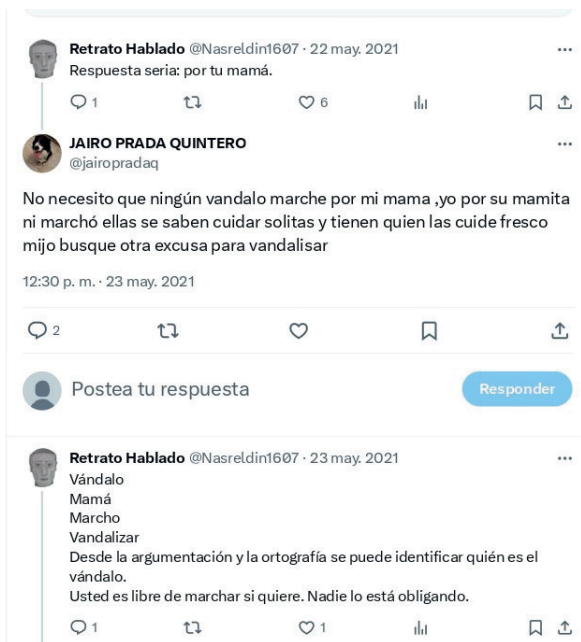 Retrato Hablado @Nasreldin1607 · 22 may. 2021
Respuesta seria: por tu mamá.
1 6
JAIRO PRADA QUINTERO
@jairopradaq
No necesito que ningún vandalo marche por mi mama ,yo por su mamita
ni marchó ellas se saben cuidar solitas y tienen quien las cuide fresco
mijo busque otra excusa para vandalisar
12:30 p. m. · 23 may. 2021
2
Postea tu respuesta Responder
Retrato Hablado @Nasreldin1607 · 23 may. 2021
Vándalo
Mamá
Marcho
Vandalizar
Desde la argumentación y la ortografía se puede identificar quién es el
vándalo.
Usted es libre de marchar si quiere. Nadie lo está obligando.
1 1